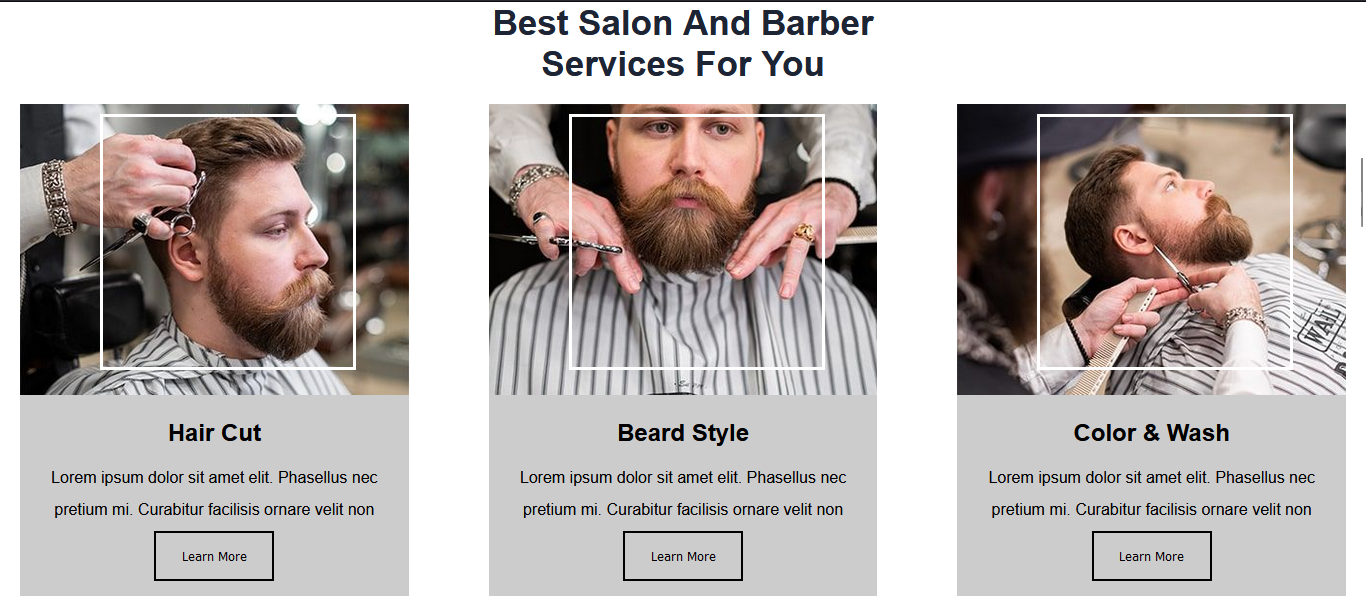 Best Salon And Barber
Services For You
WAHL
Hair Cut
Lorem ipsum dolor sit amet elit. Phasellus nec
pretium mi. Curabitur facilisis ornare velit non
Learn More
Beard Style
Lorem ipsum dolor sit amet elit. Phasellus nec
pretium mi. Curabitur facilisis ornare velit non
Learn More
Color & Wash
Lorem ipsum dolor sit amet elit. Phasellus nec
pretium mi. Curabitur facilisis ornare velit non
Learn More